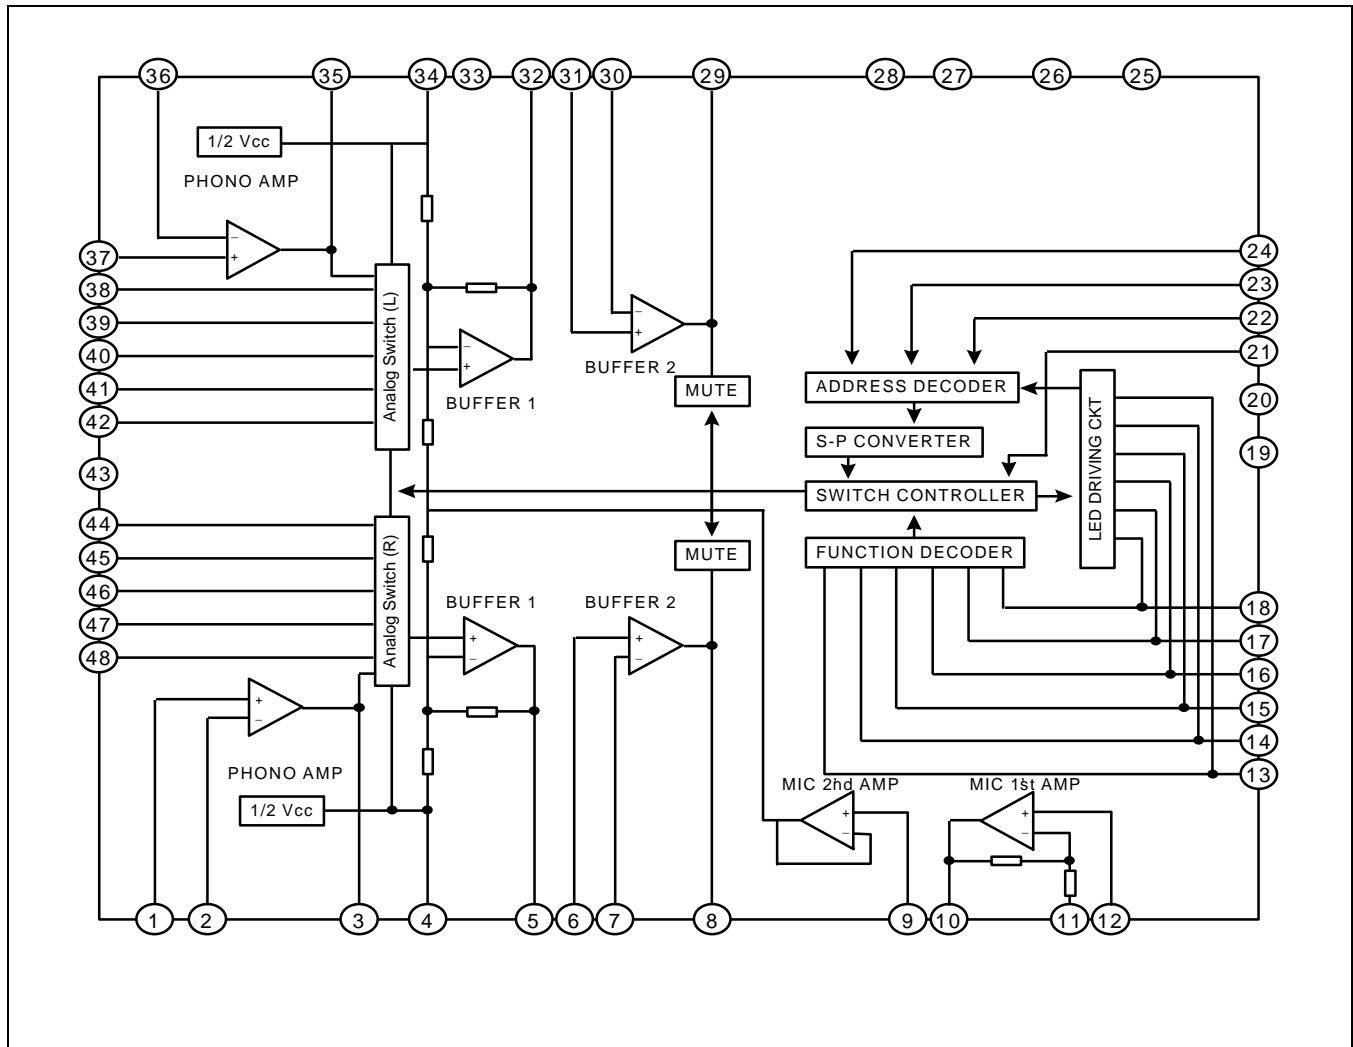 36 35 34 33 32 31 30 29 28 27 26 25
1/2 Vcc
PHONO AMP
− +
37
38
39
40
41
42
43
44
45
46
47
48
Analog Switch (L)
− +
BUFFER 1
− +
BUFFER 2
MUTE
24
23
22
21
20
19
ADDRESS DECODER
S-P CONVERTER
SWITCH CONTROLLER
FUNCTION DECODER
LED DRIVING CKT
Analog Switch (R)
MUTE
BUFFER 1
+ −
BUFFER 2
+ −
18
17
16
15
14
13
+ −
PHONO AMP
1/2 Vcc
MIC 2'nd AMP
+ −
MIC 1'st AMP
+ −
1 2 3 4 5 6 7 8 9 10 11 12